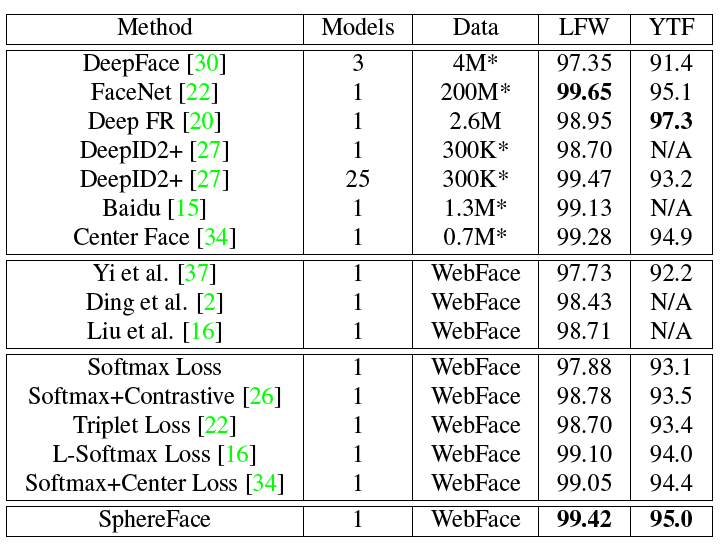 Method Models Data LFW YTF
DeepFace [30] 3 4M* 97.35 91.4
FaceNet [22] 1 200M* 99.65 95.1
Deep FR [20] 1 2.6M 98.95 97.3
DeepID2+ [27] 1 300K* 98.70 N/A
DeepID2+ [27] 25 300K* 99.47 93.2
Baidu [15] 1 1.3M* 99.13 N/A
Center Face [34] 1 0.7M* 99.28 94.9
Yi et al. [37] 1 WebFace 97.73 92.2
Ding et al. [2] 1 WebFace 98.43 N/A
Liu et al. [16] 1 WebFace 98.71 N/A
Softmax Loss 1 WebFace 97.88 93.1
Softmax+Contrastive [26] 1 WebFace 98.78 93.5
Triplet Loss [22] 1 WebFace 98.70 93.4
L-Softmax Loss [16] 1 WebFace 99.10 94.0
Softmax+Center Loss [34] 1 WebFace 99.05 94.4
SphereFace 1 WebFace 99.42 95.0